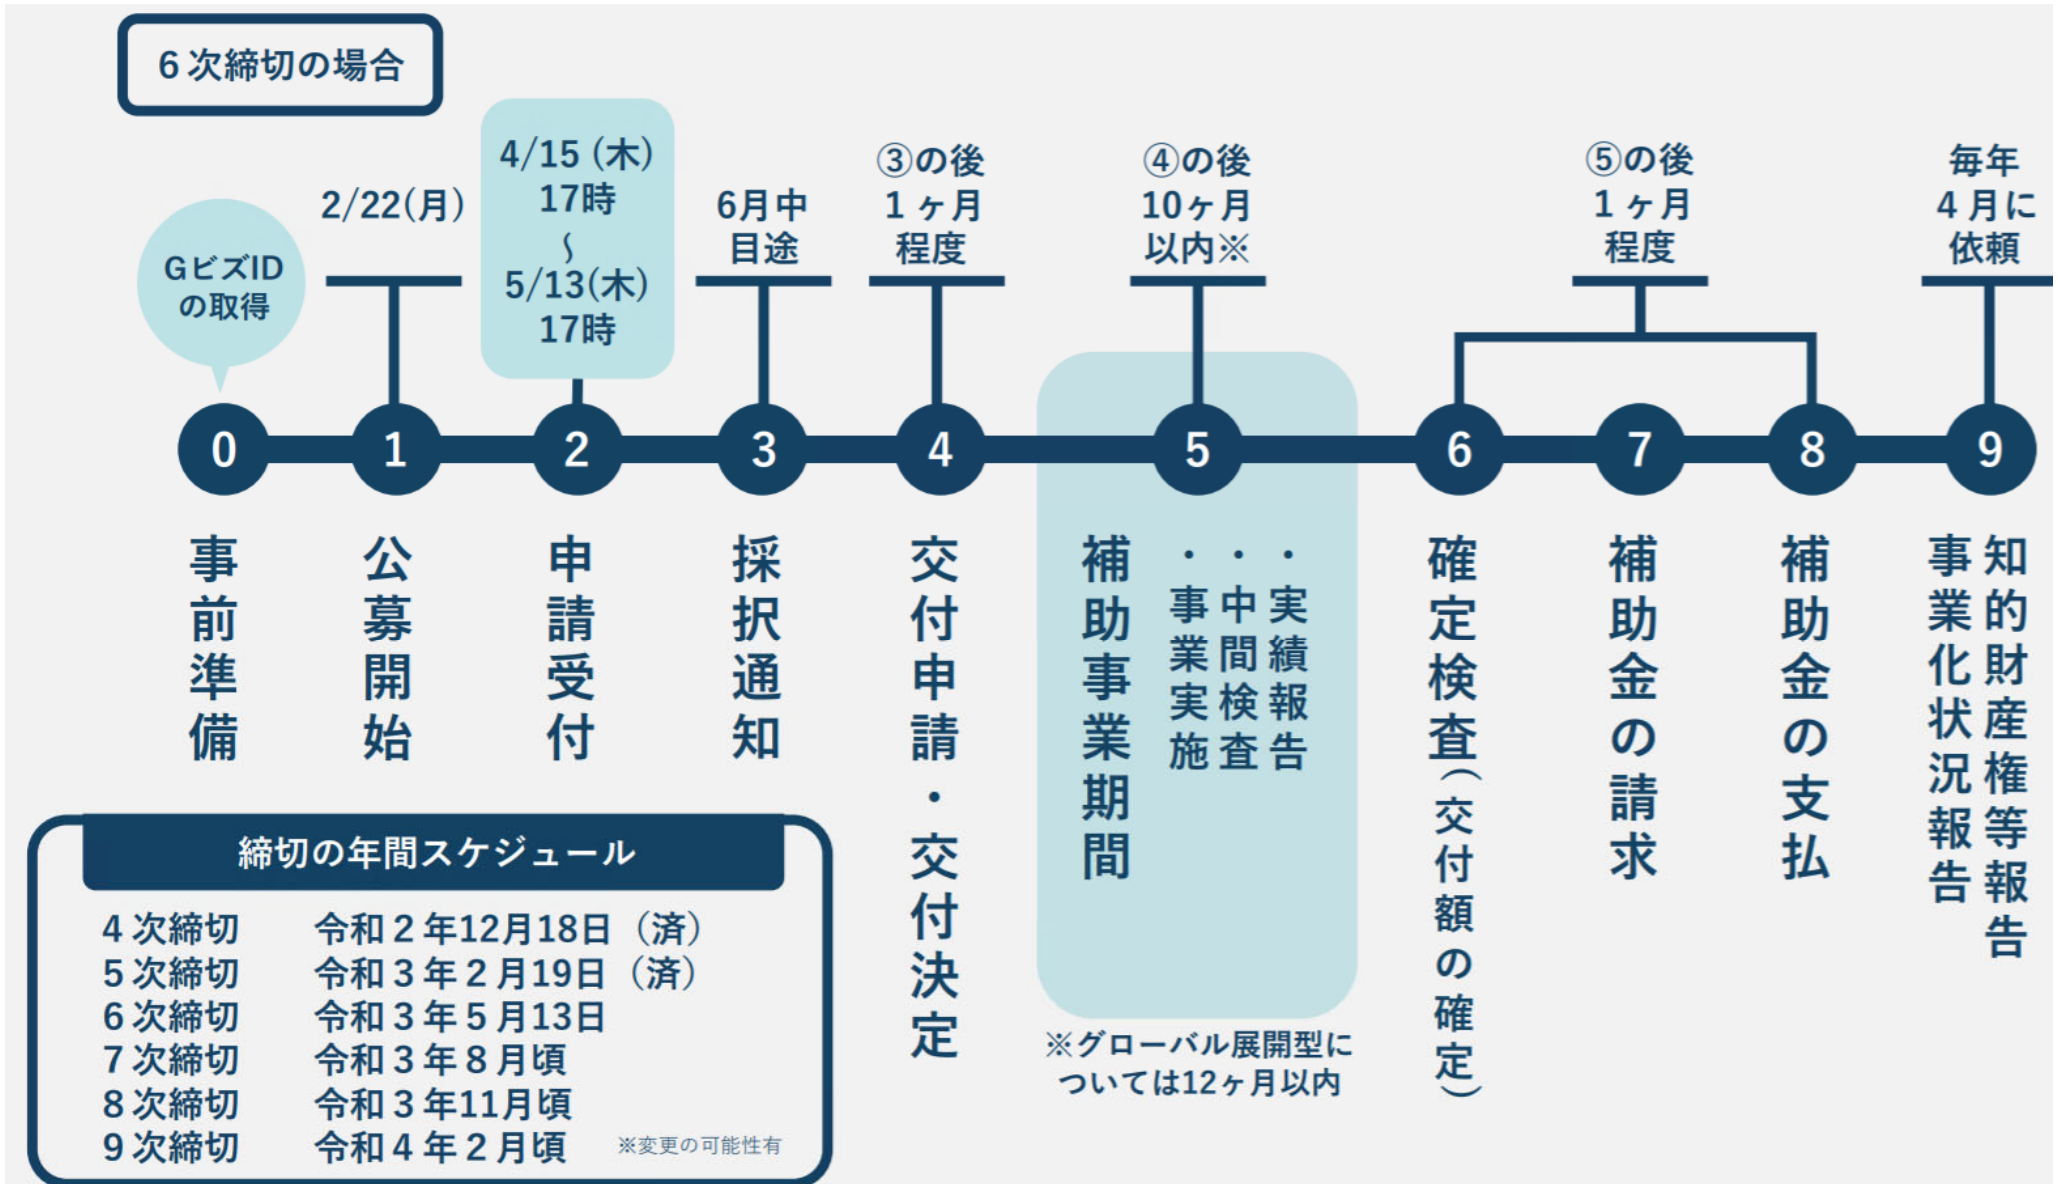 ６次締切の場合
GビズID
の取得
2/22(月)
4/15 (木)
17時
〜
5/13(木)
17時
6月中
目途
③の後
１ヶ月
程度
④の後
10ヶ月
以内※
⑤の後
１ヶ月
程度
毎年
４月に
依頼
0
1
2
3
4
5
6
7
8
9
事前準備
公募開始
申請受付
採択通知
交付申請・交付決定
補助事業期間
・事業実施
・中間検査
・実績報告
※グローバル展開型に
ついては12ヶ月以内
確定検査（交付額の確定）
補助金の請求
補助金の支払
事業化状況報告
知的財産権等報告
締切の年間スケジュール
４次締切 令和２年12月18日（済）
５次締切 令和３年２月19日（済）
６次締切 令和３年５月13日
７次締切 令和３年８月頃
８次締切 令和３年11月頃
９次締切 令和４年２月頃 ※変更の可能性有